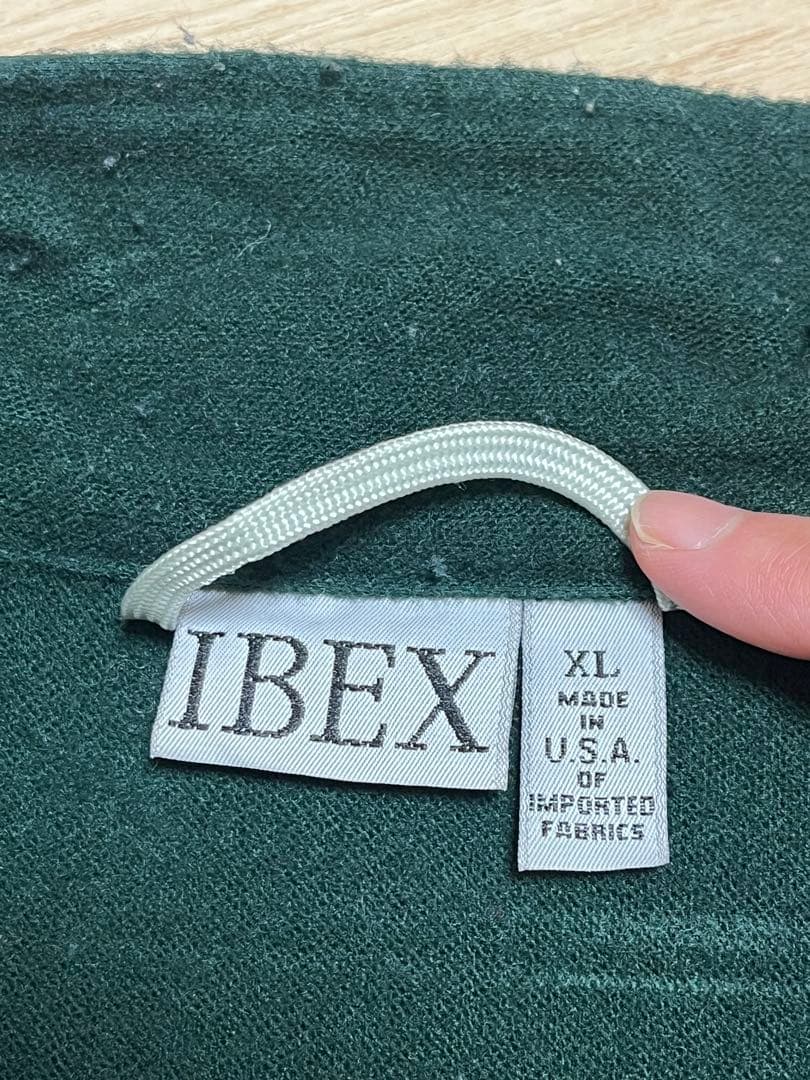 IBEX
XL
MADE
IN
U.S.A.
OF
IMPORTED
FABRICS